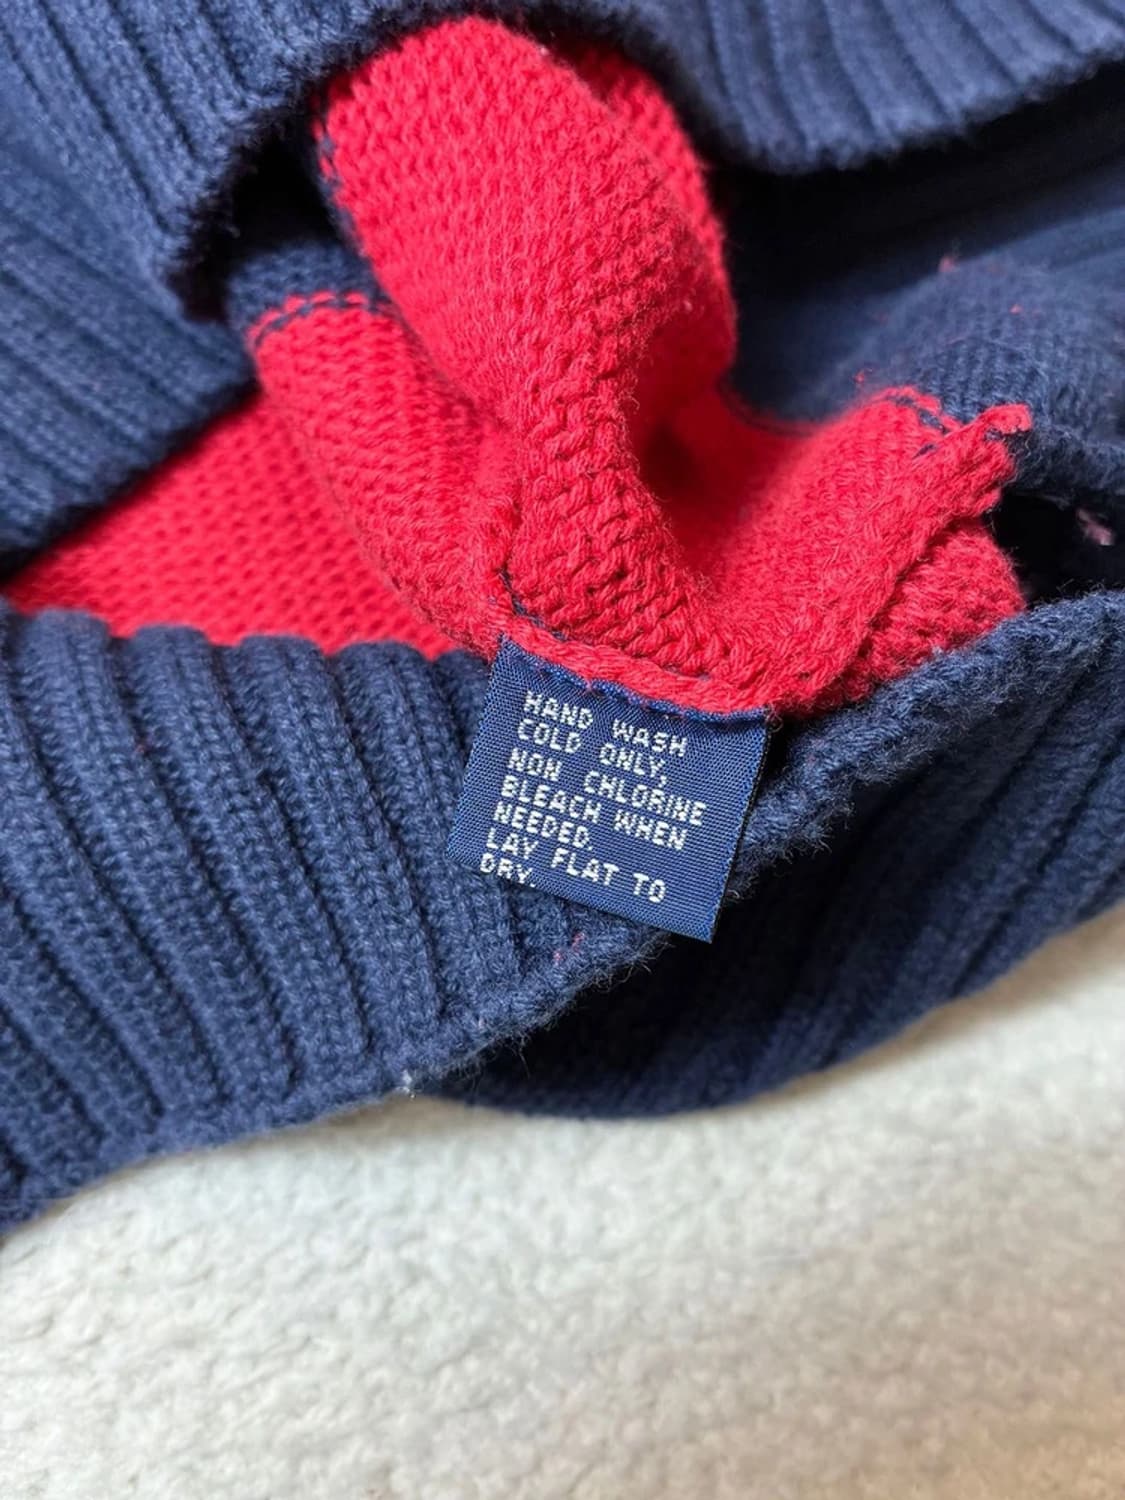 HAND WASH
COLD ONLY,
NON CHLORINE
BLEACH WHEN
NEEDED.
LAY FLAT TO
DRY.